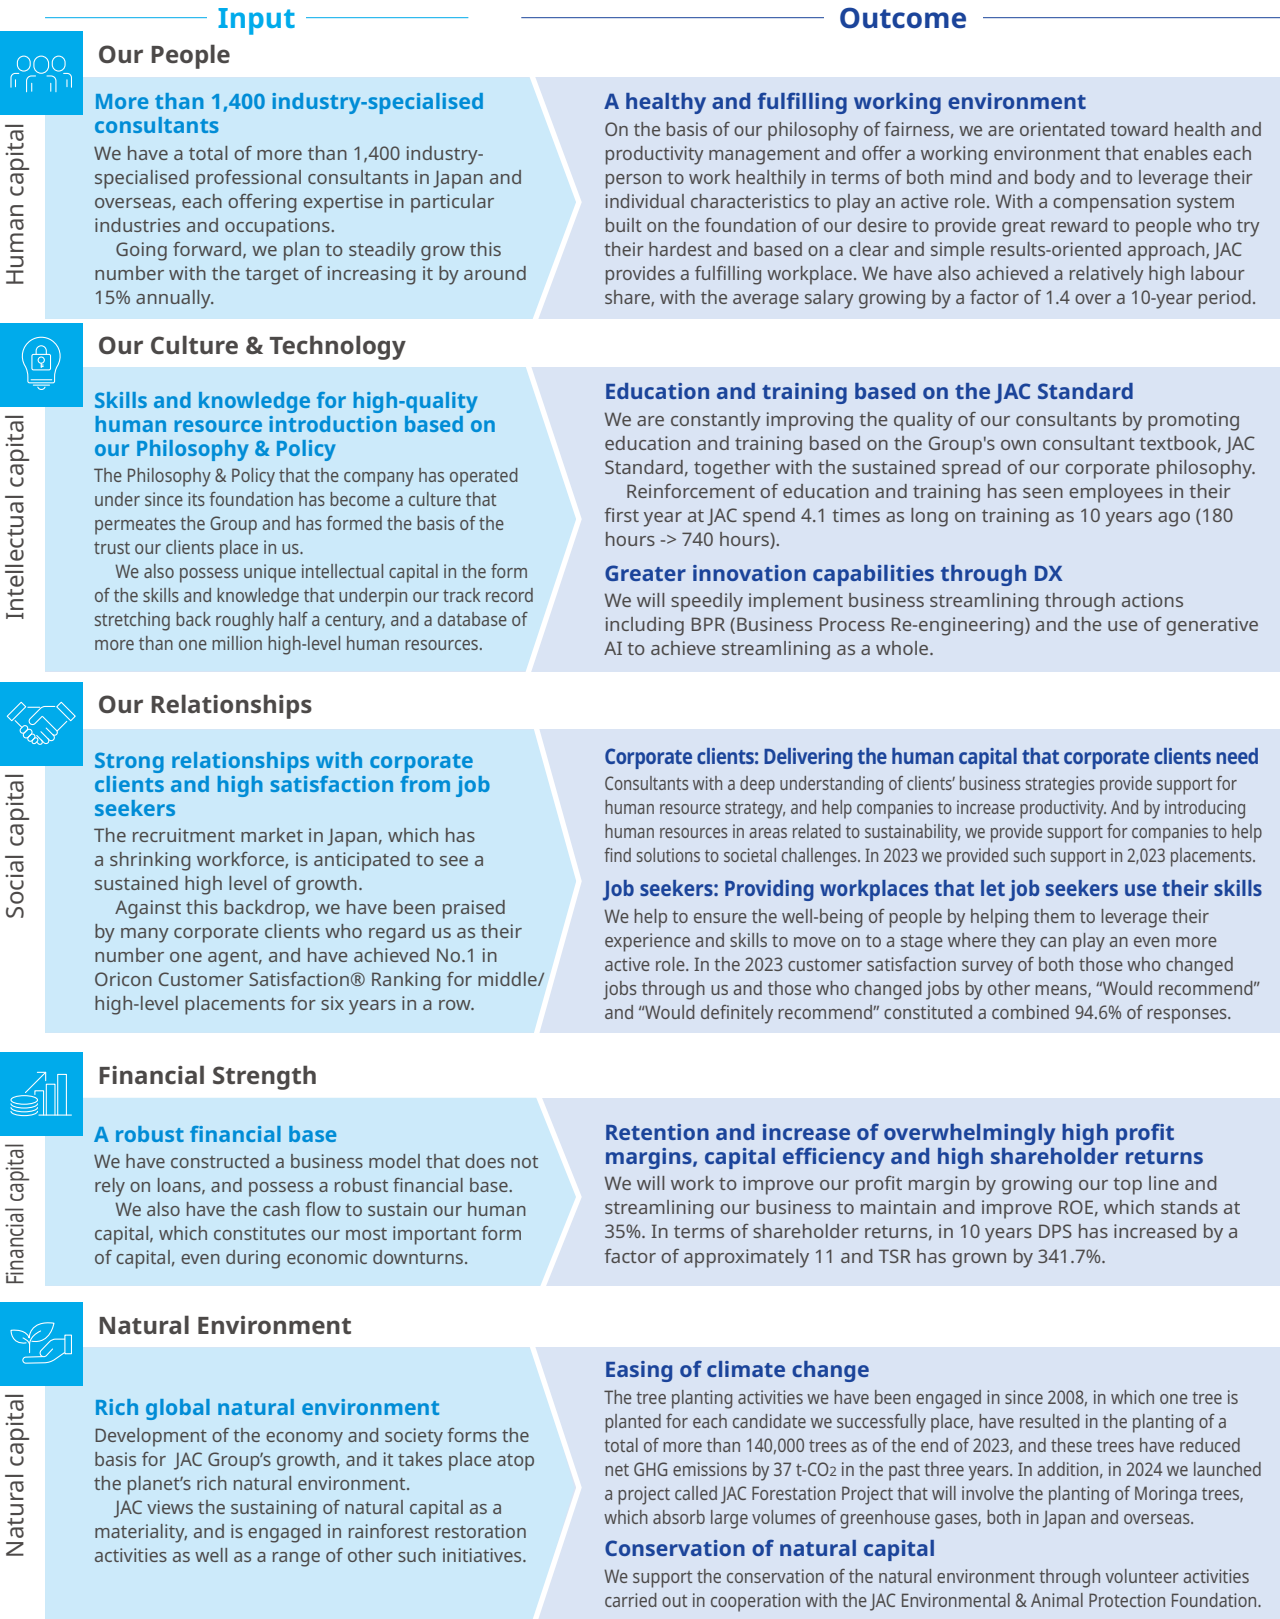 Input
Outcome
Human capital
Our People
More than 1,400 industry-specialised
consultants
We have a total of more than 1,400 industry-
specialised professional consultants in Japan and
overseas, each offering expertise in particular
industries and occupations.
Going forward, we plan to steadily grow this
number with the target of increasing it by around
15% annually.
A healthy and fulfilling working environment
On the basis of our philosophy of fairness, we are orientated toward health and
productivity management and offer a working environment that enables each
person to work healthily in terms of both mind and body and to leverage their
individual characteristics to play an active role. With a compensation system
built on the foundation of our desire to provide great reward to people who try
their hardest and based on a clear and simple results-oriented approach, JAC
provides a fulfilling workplace. We have also achieved a relatively high labour
share, with the average salary growing by a factor of 1.4 over a 10-year period.
Intellectual capital
Our Culture & Technology
Skills and knowledge for high-quality
human resource introduction based on
our Philosophy & Policy
The Philosophy & Policy that the company has operated
under since its foundation has become a culture that
permeates the Group and has formed the basis of the
trust our clients place in us.
We also possess unique intellectual capital in the form
of the skills and knowledge that underpin our track record
stretching back roughly half a century, and a database of
more than one million high-level human resources.
Education and training based on the JAC Standard
We are constantly improving the quality of our consultants by promoting
education and training based on the Group's own consultant textbook, JAC
Standard, together with the sustained spread of our corporate philosophy.
Reinforcement of education and training has seen employees in their
first year at JAC spend 4.1 times as long on training as 10 years ago (180
hours -> 740 hours).
Greater innovation capabilities through DX
We will speedily implement business streamlining through actions
including BPR (Business Process Re-engineering) and the use of generative
AI to achieve streamlining as a whole.
Social capital
Our Relationships
Strong relationships with corporate
clients and high satisfaction from job
seekers
The recruitment market in Japan, which has
a shrinking workforce, is anticipated to see a
sustained high level of growth.
Against this backdrop, we have been praised
by many corporate clients who regard us as their
number one agent, and have achieved No.1 in
Oricon Customer Satisfaction® Ranking for middle/
high-level placements for six years in a row.
Corporate clients: Delivering the human capital that corporate clients need
Consultants with a deep understanding of clients’ business strategies provide support for
human resource strategy, and help companies to increase productivity. And by introducing
human resources in areas related to sustainability, we provide support for companies to help
find solutions to societal challenges. In 2023 we provided such support in 2,023 placements.
Job seekers: Providing workplaces that let job seekers use their skills
We help to ensure the well-being of people by helping them to leverage their
experience and skills to move on to a stage where they can play an even more
active role. In the 2023 customer satisfaction survey of both those who changed
jobs through us and those who changed jobs by other means, “Would recommend”
and “Would definitely recommend” constituted a combined 94.6% of responses.
Financial capital
Financial Strength
A robust financial base
We have constructed a business model that does not
rely on loans, and possess a robust financial base.
We also have the cash flow to sustain our human
capital, which constitutes our most important form
of capital, even during economic downturns.
Retention and increase of overwhelmingly high profit
margins, capital efficiency and high shareholder returns
We will work to improve our profit margin by growing our top line and
streamlining our business to maintain and improve ROE, which stands at
35%. In terms of shareholder returns, in 10 years DPS has increased by a
factor of approximately 11 and TSR has grown by 341.7%.
Natural capital
Natural Environment
Rich global natural environment
Development of the economy and society forms the
basis for JAC Group’s growth, and it takes place atop
the planet’s rich natural environment.
JAC views the sustaining of natural capital as a
materiality, and is engaged in rainforest restoration
activities as well as a range of other such initiatives.
Easing of climate change
The tree planting activities we have been engaged in since 2008, in which one tree is
planted for each candidate we successfully place, have resulted in the planting of a
total of more than 140,000 trees as of the end of 2023, and these trees have reduced
net GHG emissions by 37 t-CO2 in the past three years. In addition, in 2024 we launched
a project called JAC Forestation Project that will involve the planting of Moringa trees,
which absorb large volumes of greenhouse gases, both in Japan and overseas.
Conservation of natural capital
We support the conservation of the natural environment through volunteer activities
carried out in cooperation with the JAC Environmental & Animal Protection Foundation.